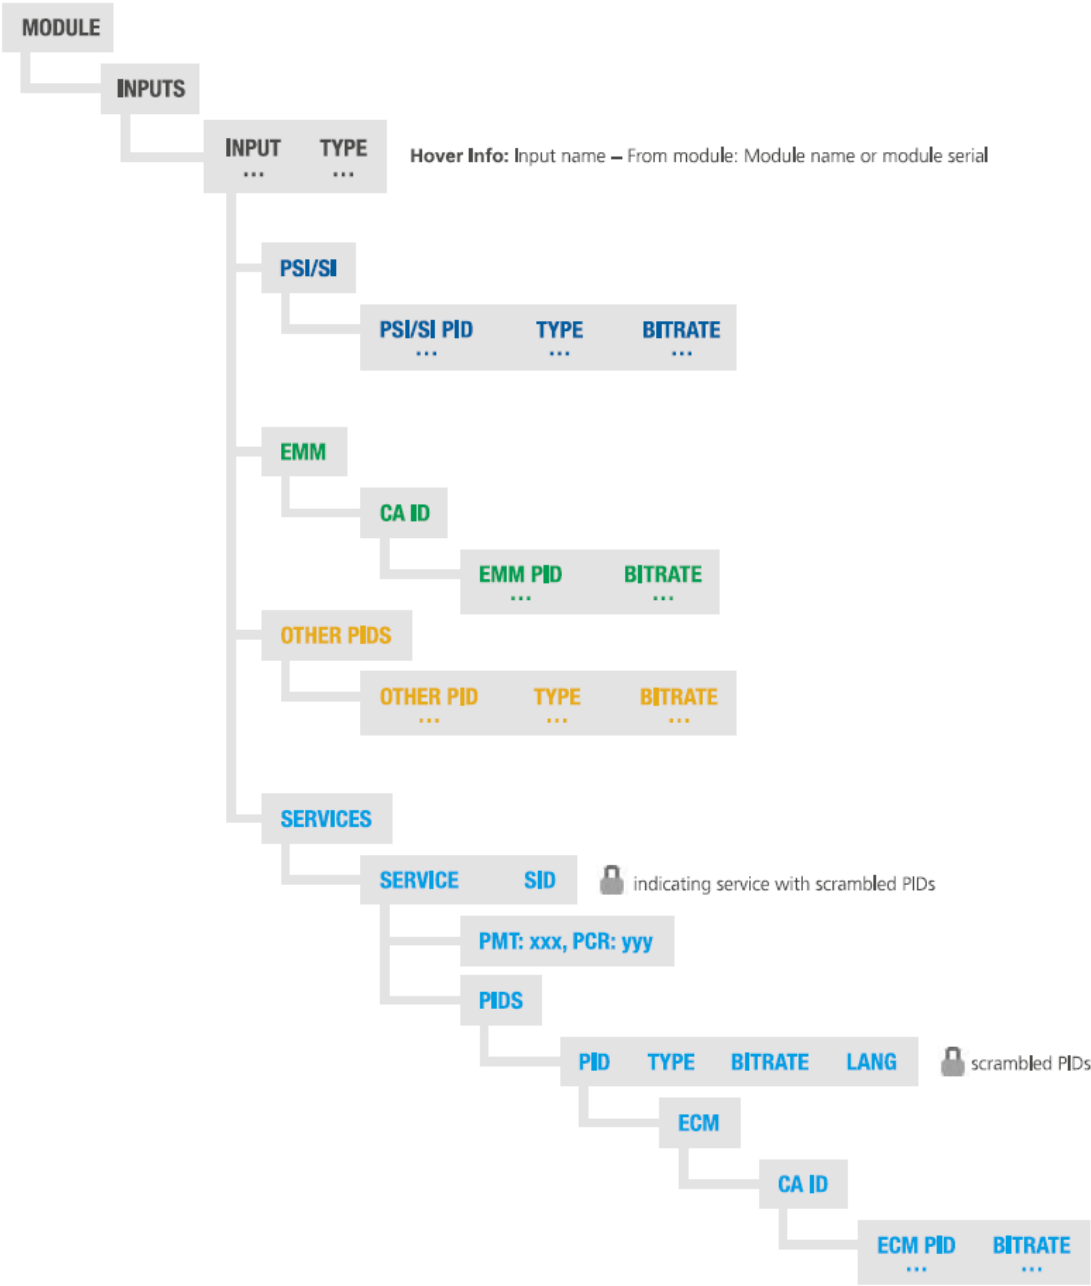 MODULE
INPUTS
INPUT TYPE
... ...
Hover Info: Input name – From module: Module name or module serial
PSI/SI
PSI/SI PID TYPE BITRATE
... ... ...
EMM
CA ID
EMM PID BITRATE
... ...
OTHER PIDS
OTHER PID TYPE BITRATE
... ... ...
SERVICES
SERVICE SID
indicating service with scrambled PIDs
PMT: xxx, PCR: yyy
PIDS
PID TYPE BITRATE LANG
scrambled PIDs
ECM
CA ID
ECM PID BITRATE
... ...